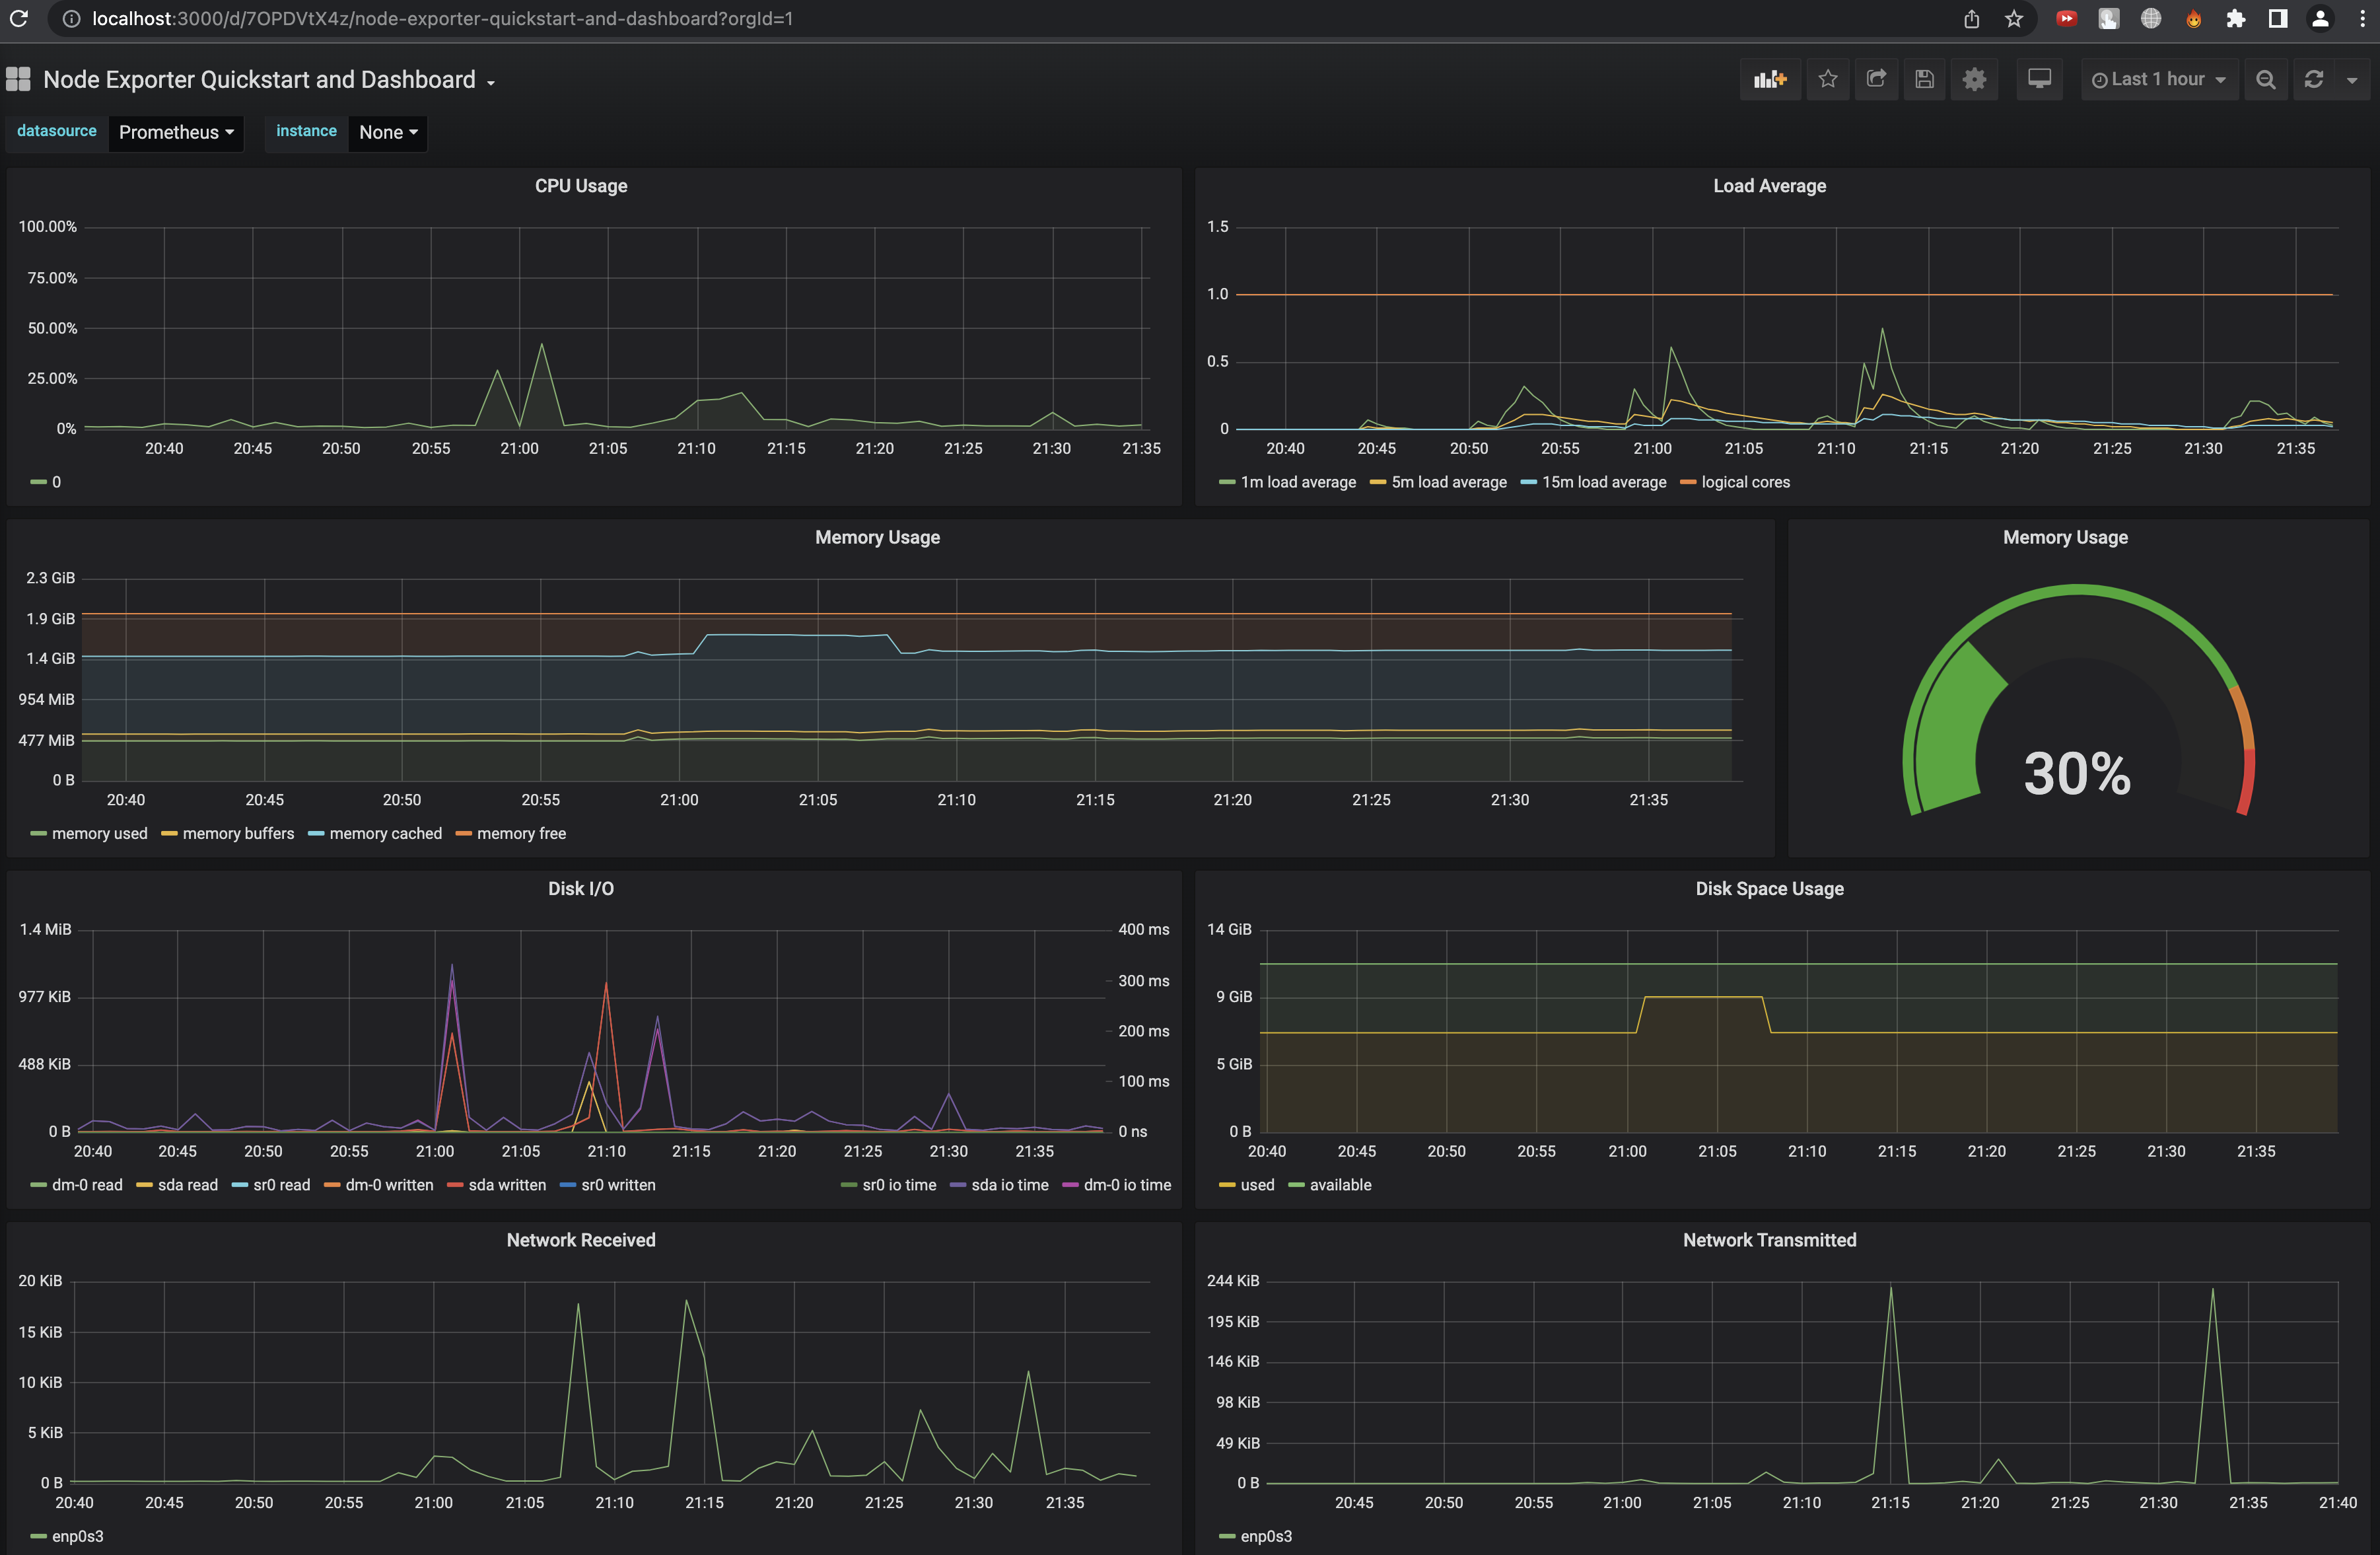 localhost:3000/d/7OPDVtX4z/node-exporter-quickstart-and-dashboard?orgId=1
Node Exporter Quickstart and Dashboard
Last 1 hour
datasource Prometheus instance None
CPU Usage
100.00%
75.00%
50.00%
25.00%
0%
20:40 20:45 20:50 20:55 21:00 21:05 21:10 21:15 21:20 21:25 21:30 21:35
0
Load Average
1.5
1.0
0.5
0
20:40 20:45 20:50 20:55 21:00 21:05 21:10 21:15 21:20 21:25 21:30 21:35
1m load average 5m load average 15m load average logical cores
Memory Usage
2.3 GiB
1.9 GiB
1.4 GiB
954 MiB
477 MiB
0 B
20:40 20:45 20:50 20:55 21:00 21:05 21:10 21:15 21:20 21:25 21:30 21:35
memory used memory buffers memory cached memory free
Memory Usage
30%
Disk I/O
1.4 MiB
977 KiB
488 KiB
0 B
400 ms
300 ms
200 ms
100 ms
0 ns
20:40 20:45 20:50 20:55 21:00 21:05 21:10 21:15 21:20 21:25 21:30 21:35
dm-0 read sda read sr0 read dm-0 written sda written sr0 written sr0 io time sda io time dm-0 io time
Disk Space Usage
14 GiB
9 GiB
5 GiB
0 B
20:40 20:45 20:50 20:55 21:00 21:05 21:10 21:15 21:20 21:25 21:30 21:35
used available
Network Received
20 KiB
15 KiB
10 KiB
5 KiB
0 B
20:40 20:45 20:50 20:55 21:00 21:05 21:10 21:15 21:20 21:25 21:30 21:35
enp0s3
Network Transmitted
244 KiB
195 KiB
146 KiB
98 KiB
49 KiB
0 B
20:45 20:50 20:55 21:00 21:05 21:10 21:15 21:20 21:25 21:30 21:35 21:40
enp0s3